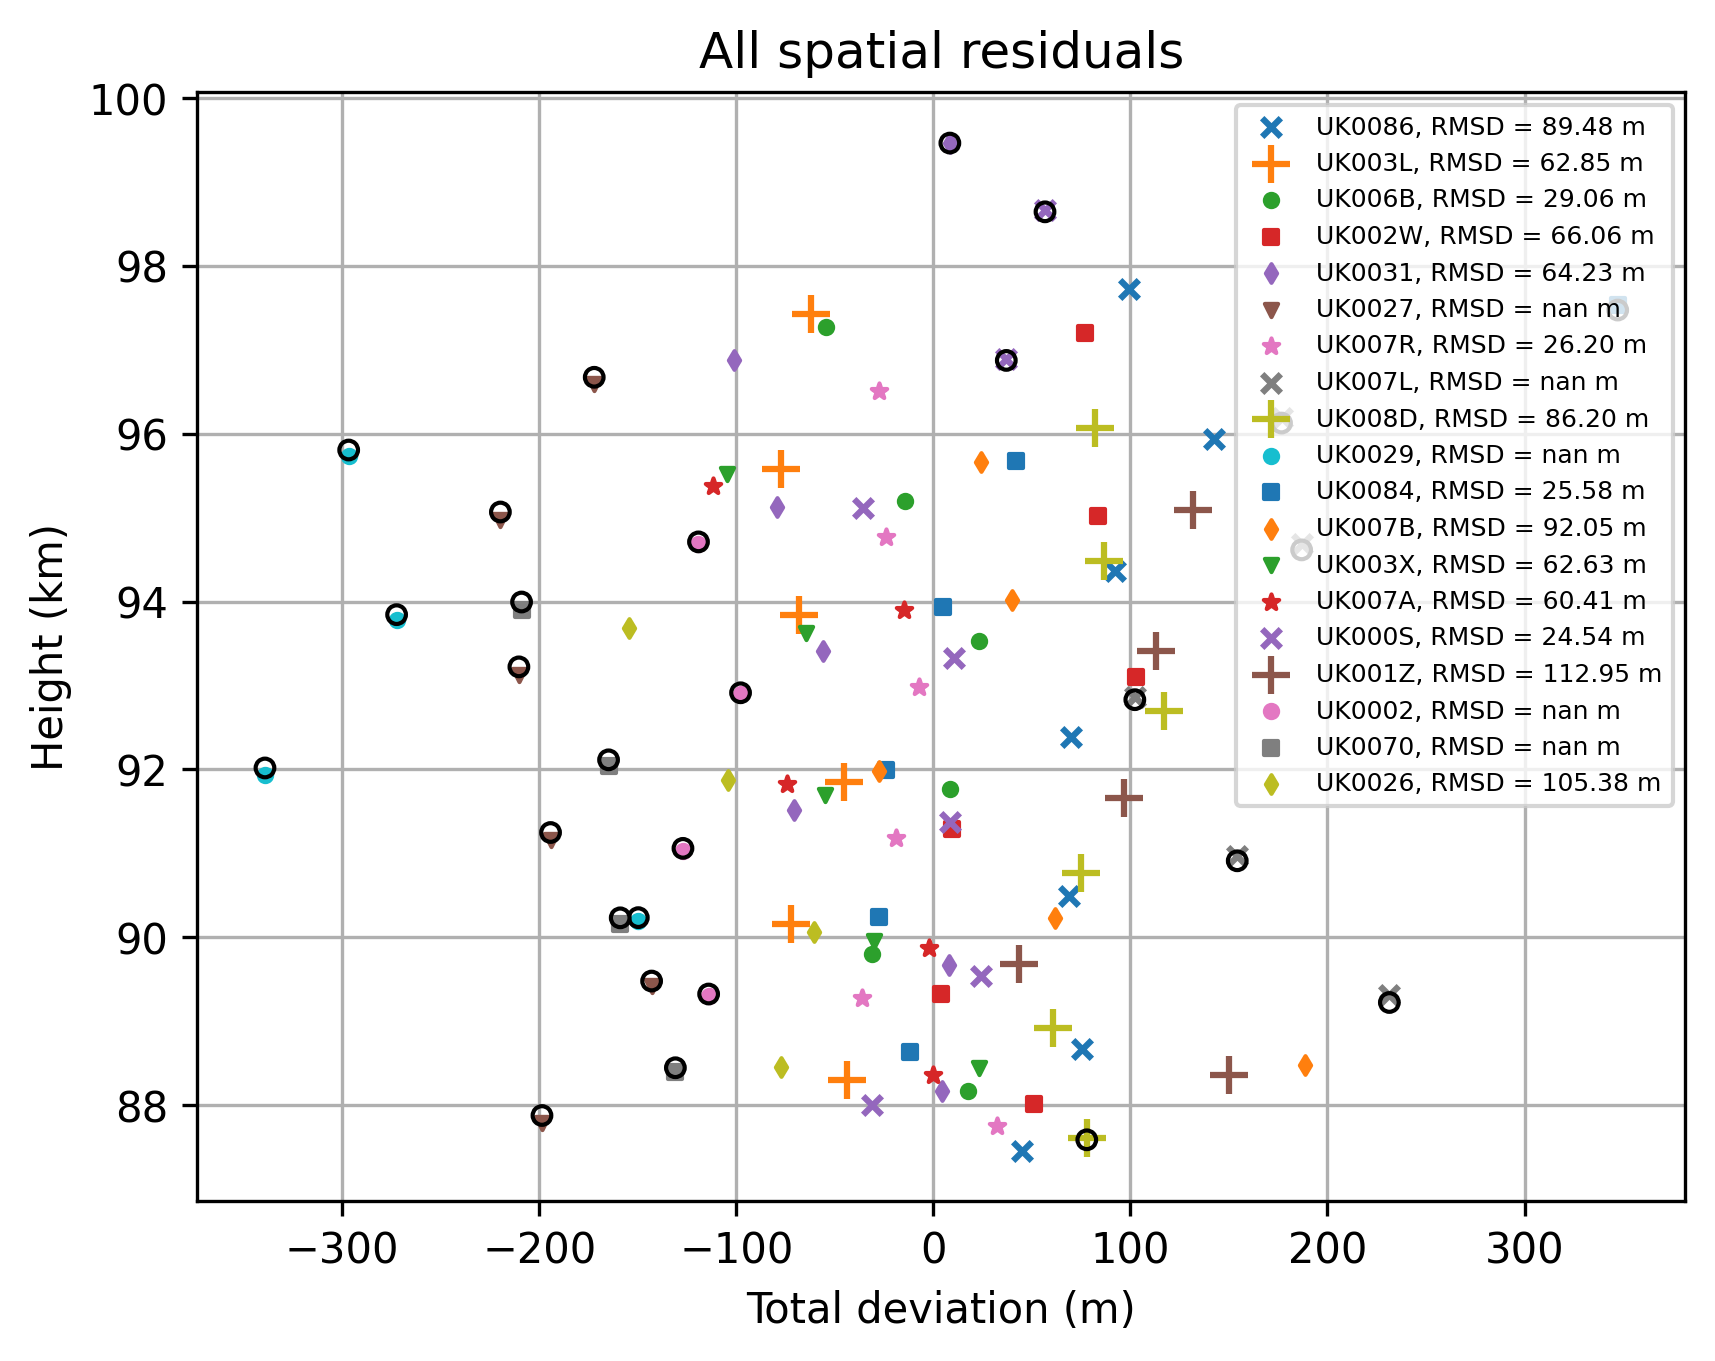 All spatial residuals
100
98
96
94
92
90
88
Height (km)
UK0086, RMSD = 89.48 m
UK003L, RMSD = 62.85 m
UK006B, RMSD = 29.06 m
UK002W, RMSD = 66.06 m
UK0031, RMSD = 64.23 m
UK0027, RMSD = nan m
UK007R, RMSD = 26.20 m
UK007L, RMSD = nan m
UK008D, RMSD = 86.20 m
UK0029, RMSD = nan m
UK0084, RMSD = 25.58 m
UK007B, RMSD = 92.05 m
UK003X, RMSD = 62.63 m
UK007A, RMSD = 60.41 m
UK000S, RMSD = 24.54 m
UK001Z, RMSD = 112.95 m
UK0002, RMSD = nan m
UK0070, RMSD = nan m
UK0026, RMSD = 105.38 m
−300 −200 −100 0 100 200 300
Total deviation (m)